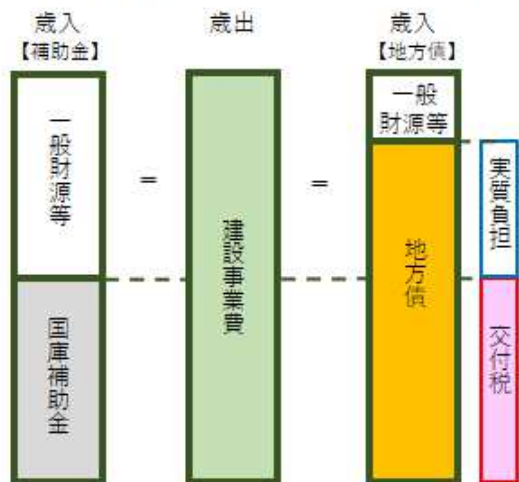 歳入
【補助金】
歳出
歳入
【地方債】
一般財源等
国庫補助金
=
建設事業費
=
一般
財源等
地方債
実質負担
交付税